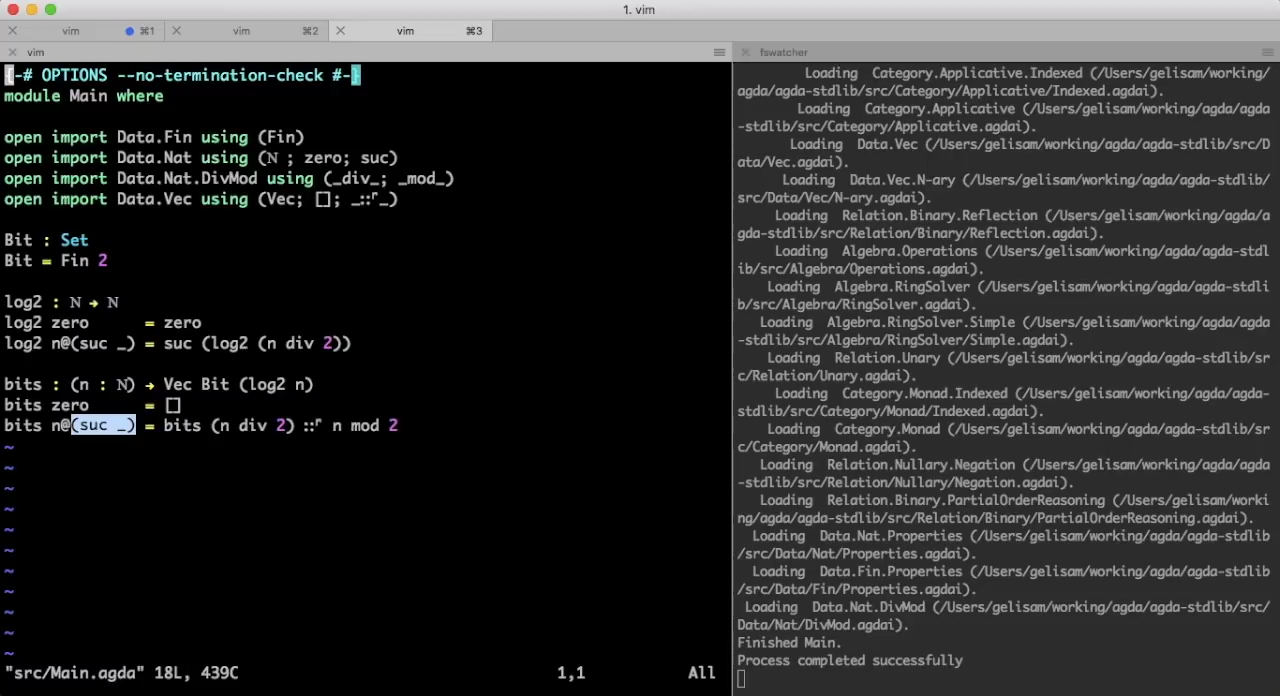 1. vim
vim ⌘1 vim ⌘2 vim ⌘3
vim
{-# OPTIONS --no-termination-check #-}
module Main where
open import Data.Fin using (Fin)
open import Data.Nat using (ℕ ; zero; suc)
open import Data.Nat.DivMod using (_div_; _mod_)
open import Data.Vec using (Vec; []; _::ʳ_)
Bit : Set
Bit = Fin 2
log2 : ℕ → ℕ
log2 zero = zero
log2 n@(suc _) = suc (log2 (n div 2))
bits : (n : ℕ) → Vec Bit (log2 n)
bits zero = []
bits n@(suc _) = bits (n div 2) ::ʳ n mod 2
~
~
~
~
~
~
~
~
~
~
~
"src/Main.agda" 18L, 439C 1,1 All
fswatcher
Loading Category.Applicative.Indexed (/Users/gelisam/working/
agda/agda-stdlib/src/Category/Applicative/Indexed.agdai).
Loading Category.Applicative (/Users/gelisam/working/agda/agda
-stdlib/src/Category/Applicative.agdai).
Loading Data.Vec (/Users/gelisam/working/agda/agda-stdlib/src/D
ata/Vec.agdai).
Loading Data.Vec.N-ary (/Users/gelisam/working/agda/agda-stdlib/
src/Data/Vec/N-ary.agdai).
Loading Relation.Binary.Reflection (/Users/gelisam/working/agda/a
gda-stdlib/src/Relation/Binary/Reflection.agdai).
Loading Algebra.Operations (/Users/gelisam/working/agda/agda-stdl
ib/src/Algebra/Operations.agdai).
Loading Algebra.RingSolver (/Users/gelisam/working/agda/agda-stdli
b/src/Algebra/RingSolver.agdai).
Loading Algebra.RingSolver.Simple (/Users/gelisam/working/agda/agda
-stdlib/src/Algebra/RingSolver/Simple.agdai).
Loading Relation.Unary (/Users/gelisam/working/agda/agda-stdlib/sr
c/Relation/Unary.agdai).
Loading Category.Monad.Indexed (/Users/gelisam/working/agda/agda-st
dlib/src/Category/Monad/Indexed.agdai).
Loading Category.Monad (/Users/gelisam/working/agda/agda-stdlib/sr
c/Category/Monad.agdai).
Loading Relation.Nullary.Negation (/Users/gelisam/working/agda/agda
-stdlib/src/Relation/Nullary/Negation.agdai).
Loading Relation.Binary.PartialOrderReasoning (/Users/gelisam/worki
ng/agda/agda-stdlib/src/Relation/Binary/PartialOrderReasoning.agdai).
Loading Data.Nat.Properties (/Users/gelisam/working/agda/agda-stdlib
/src/Data/Nat/Properties.agdai).
Loading Data.Fin.Properties (/Users/gelisam/working/agda/agda-stdlib
/src/Data/Fin/Properties.agdai).
Loading Data.Nat.DivMod (/Users/gelisam/working/agda/agda-stdlib/src/
Data/Nat/DivMod.agdai).
Finished Main.
Process completed successfully